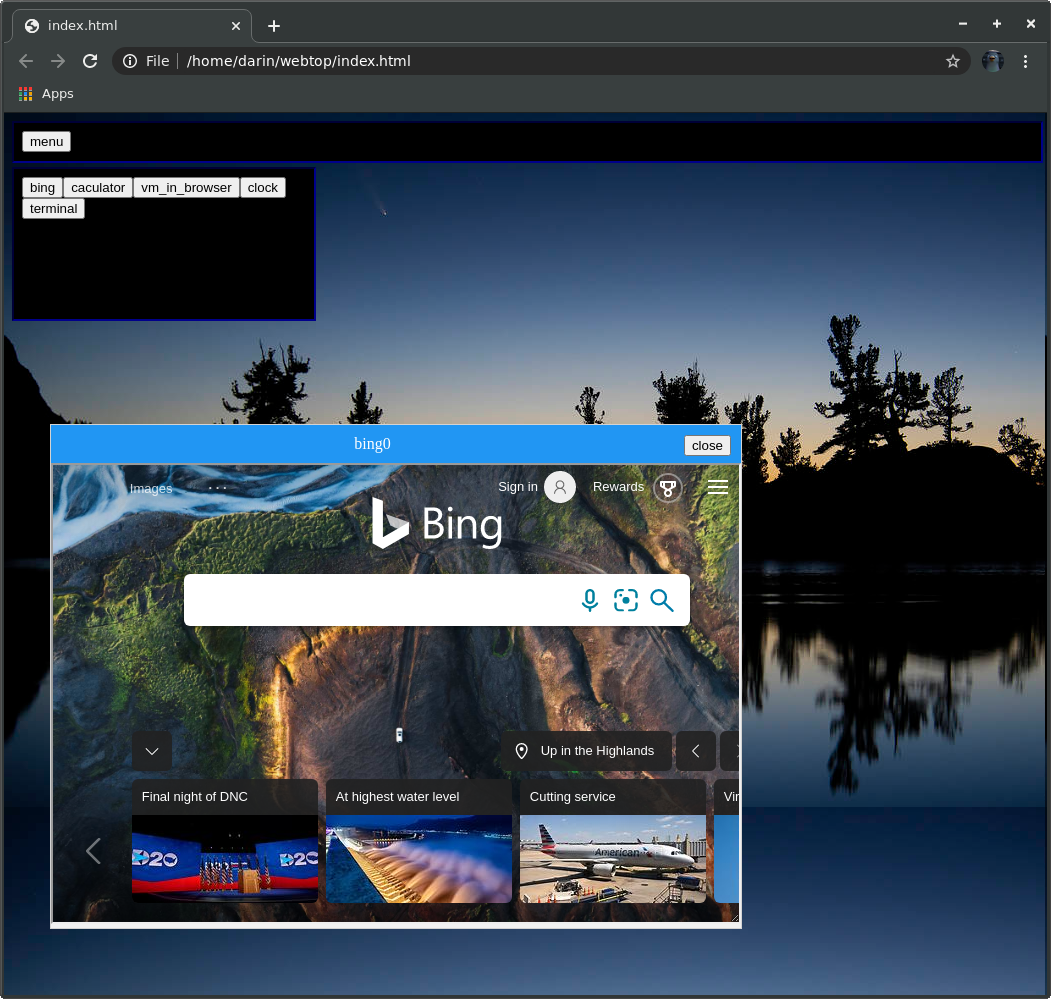 index.html
File
/home/darin/webtop/index.html
Apps
menu
bing caculator vm_in_browser clock
terminal
bing0
close
Images
Sign in
Rewards
Bing
Up in the Highlands
Final night of DNC
At highest water level
Cutting service
D20
D20
American